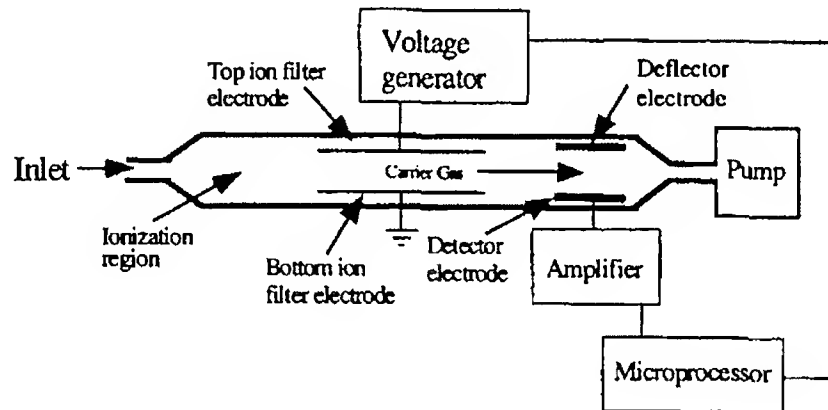 Voltage
generator
Top ion filter
electrode
Deflector
electrode
Inlet
Carrier Gas
Pump
Ionization
region
Bottom ion
filter electrode
Detector
electrode
Amplifier
Microprocessor